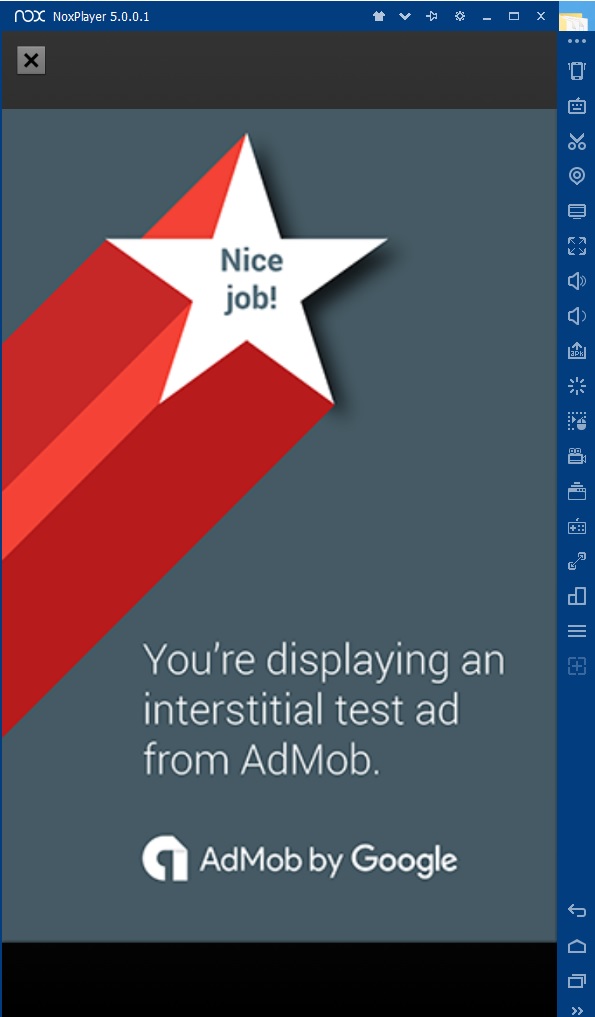 nox NoxPlayer 5.0.0.1
Nice
job!
You're displaying an
interstitial test ad
from AdMob.
AdMob by Google